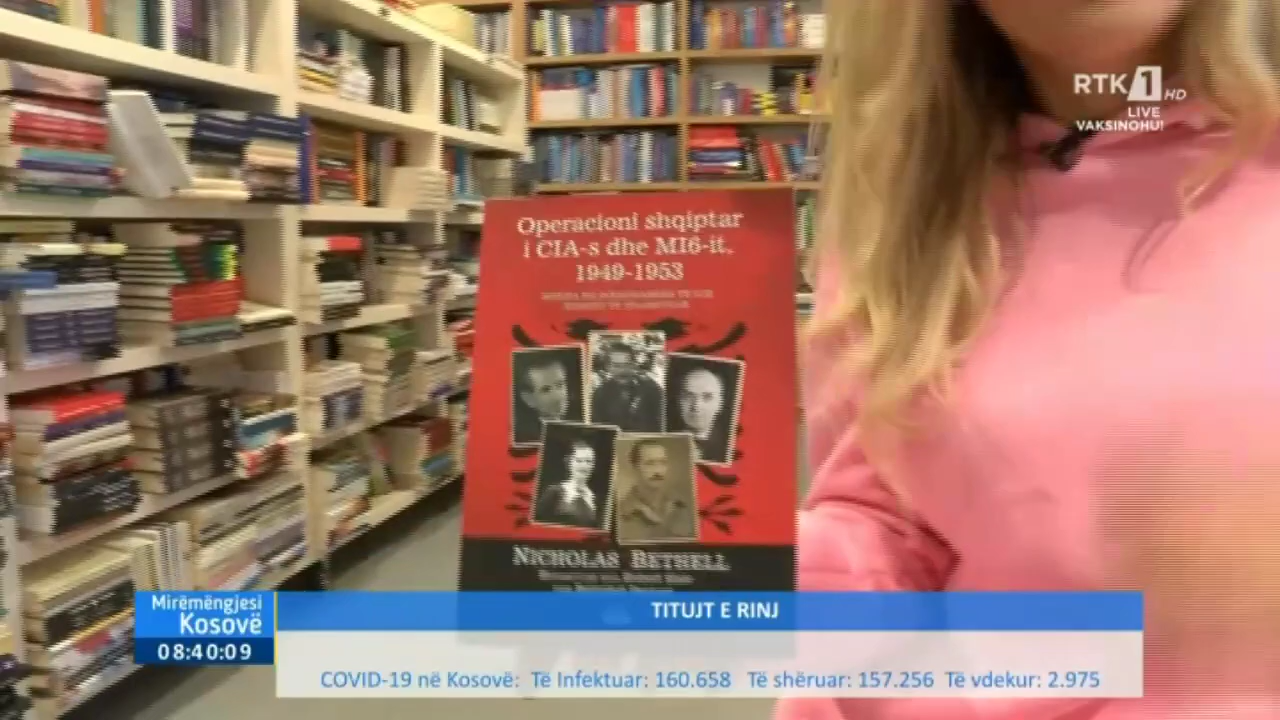 RTK 1 HD
LIVE
VAKSINOHU!
Operacioni shqiptar
i CIA-s dhe MI6-it,
1949-1953
NICHOLAS BETHELL
Mirëmëngjesi
Kosovë
TITUJT E RINJ
08:40:09
COVID-19 në Kosovë: Të Infektuar: 160.658 Të shëruar: 157.256 Të vdekur: 2.975